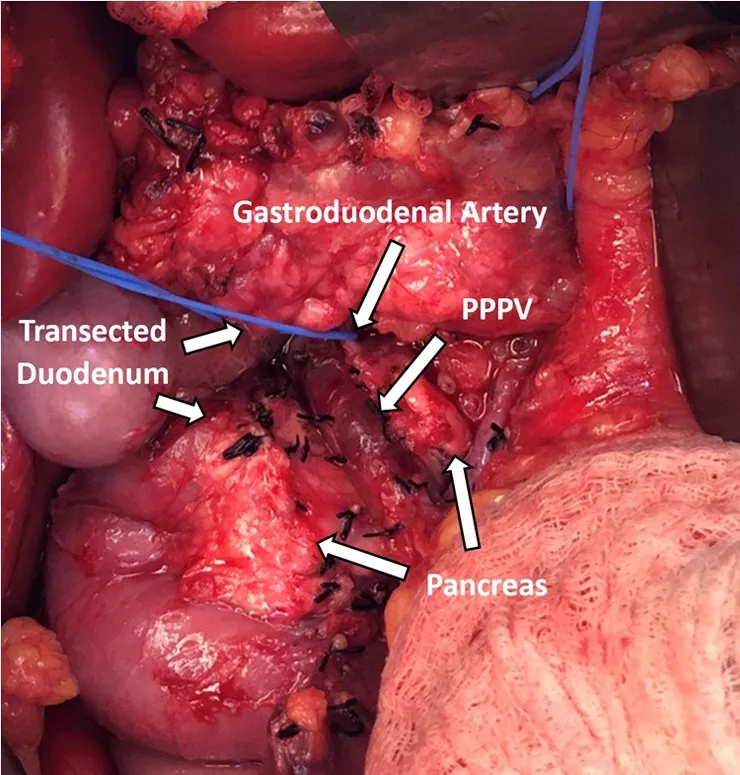 Gastroduodenal Artery
PPPV
Transected
Duodenum
Pancreas